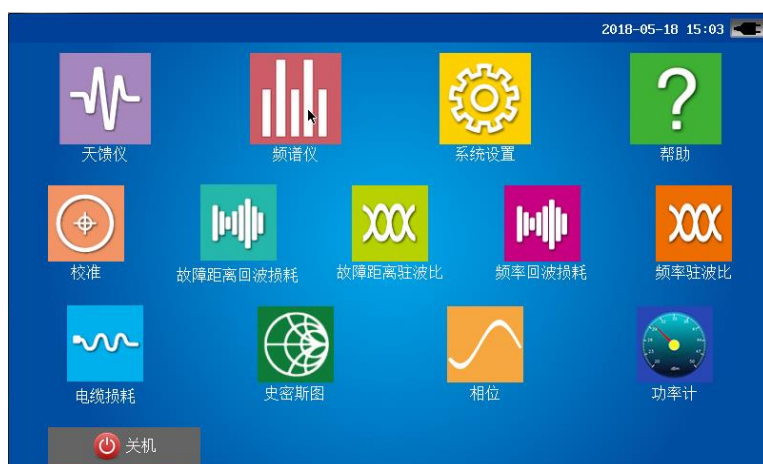 2018-05-18 15:03
天馈仪
频谱仪
系统设置
帮助
校准
故障距离回波损耗
故障距离驻波比
频率回波损耗
频率驻波比
电缆损耗
史密斯图
相位
功率计
关机